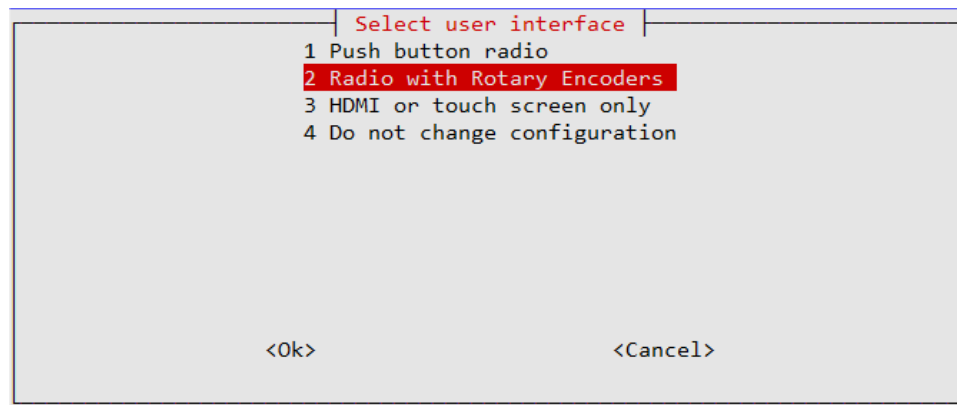 Select user interface
1 Push button radio
2 Radio with Rotary Encoders
3 HDMI or touch screen only
4 Do not change configuration
<Ok> <Cancel>